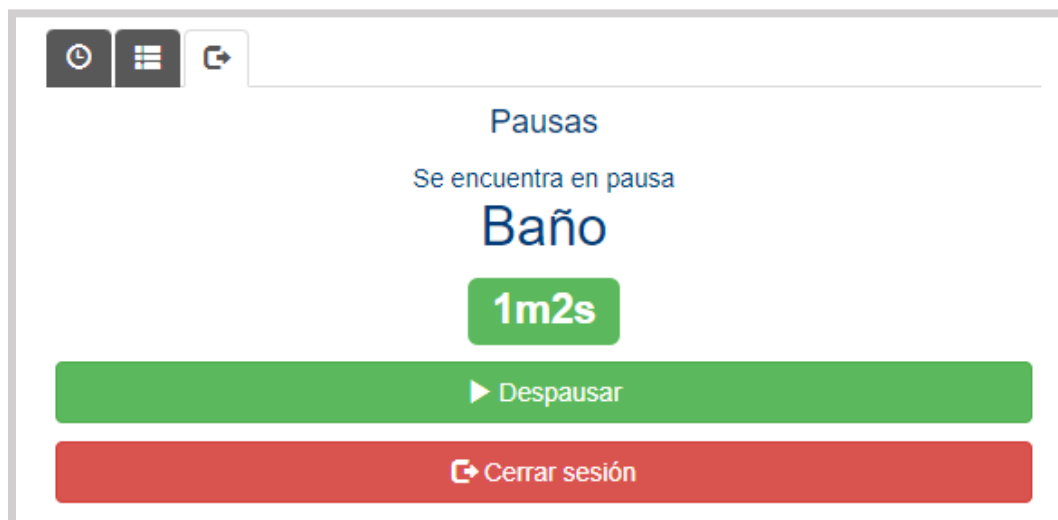 Pausas
Se encuentra en pausa
Baño
1m2s
Despausar
Cerrar sesión